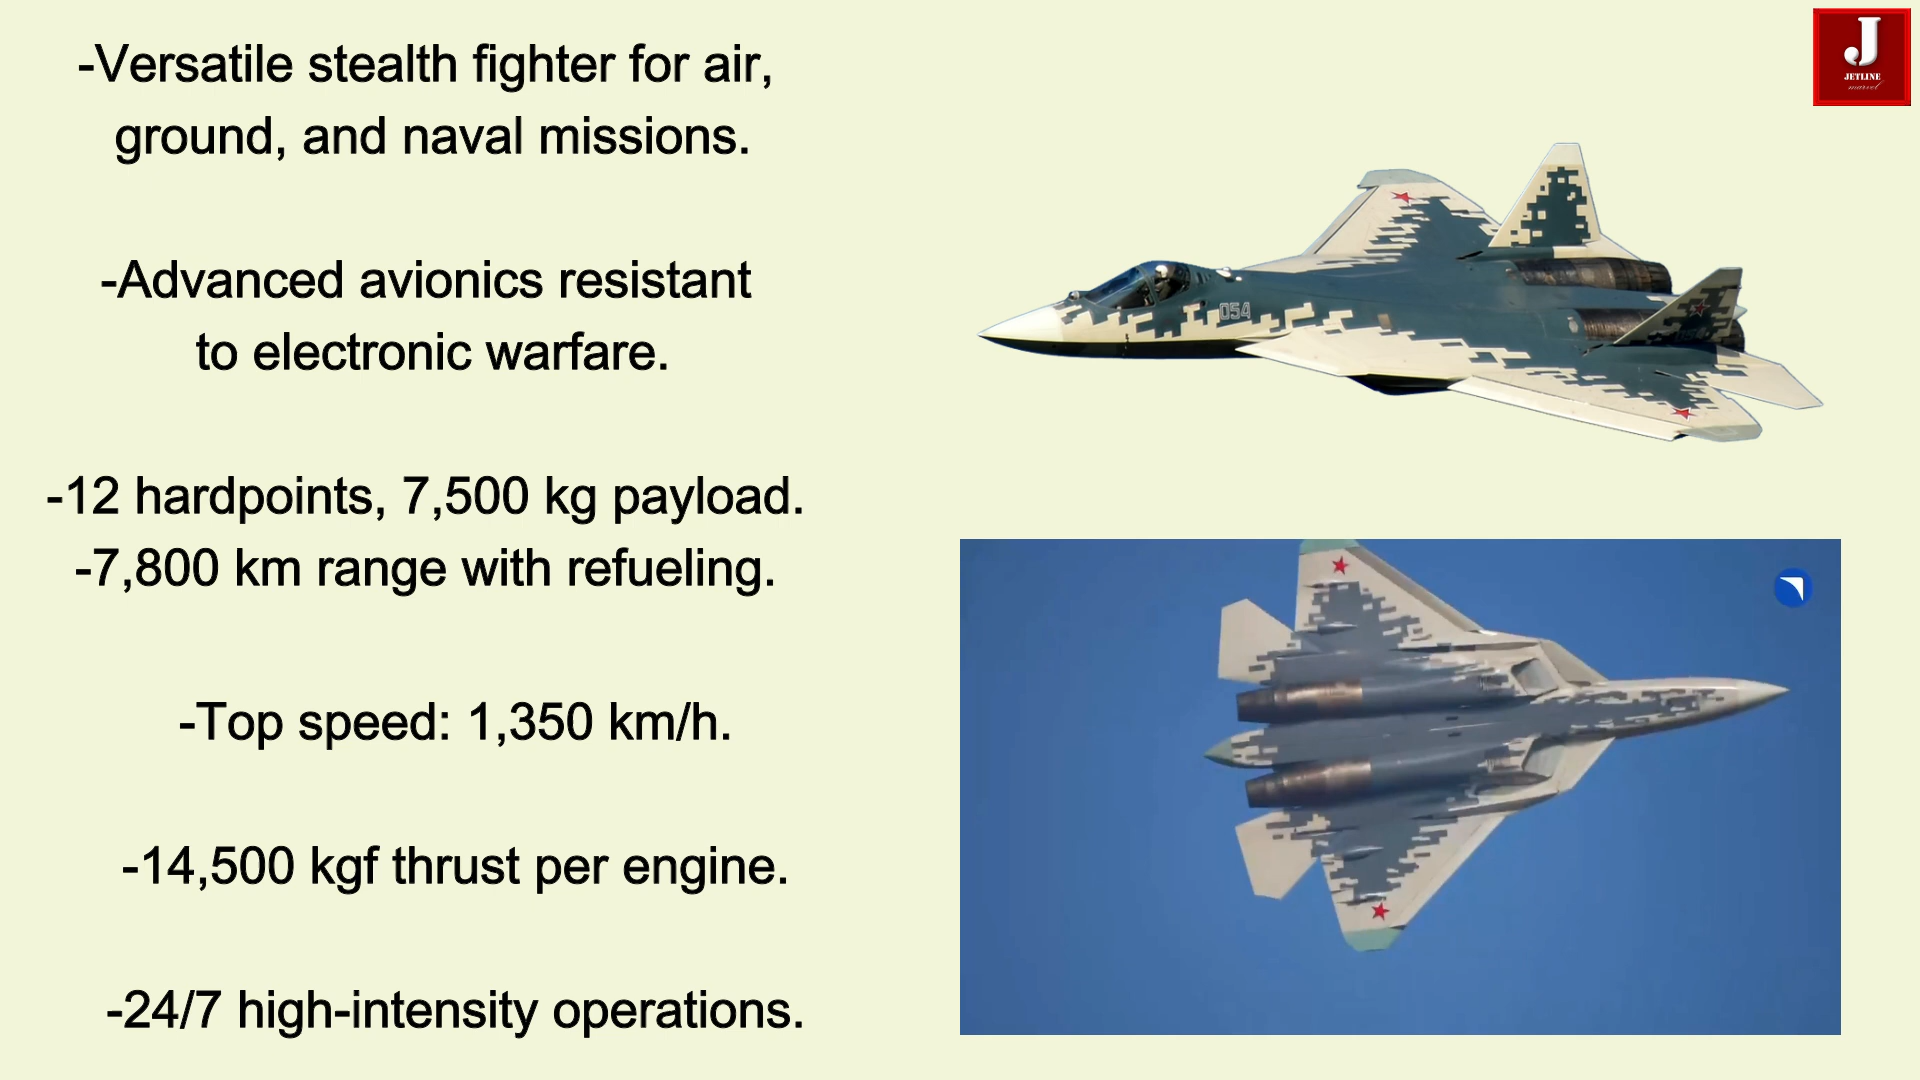 -Versatile stealth fighter for air,
ground, and naval missions.
-Advanced avionics resistant
to electronic warfare.
-12 hardpoints, 7,500 kg payload.
-7,800 km range with refueling.
-Top speed: 1,350 km/h.
-14,500 kgf thrust per engine.
-24/7 high-intensity operations.
J
JETLINE
marvel
054